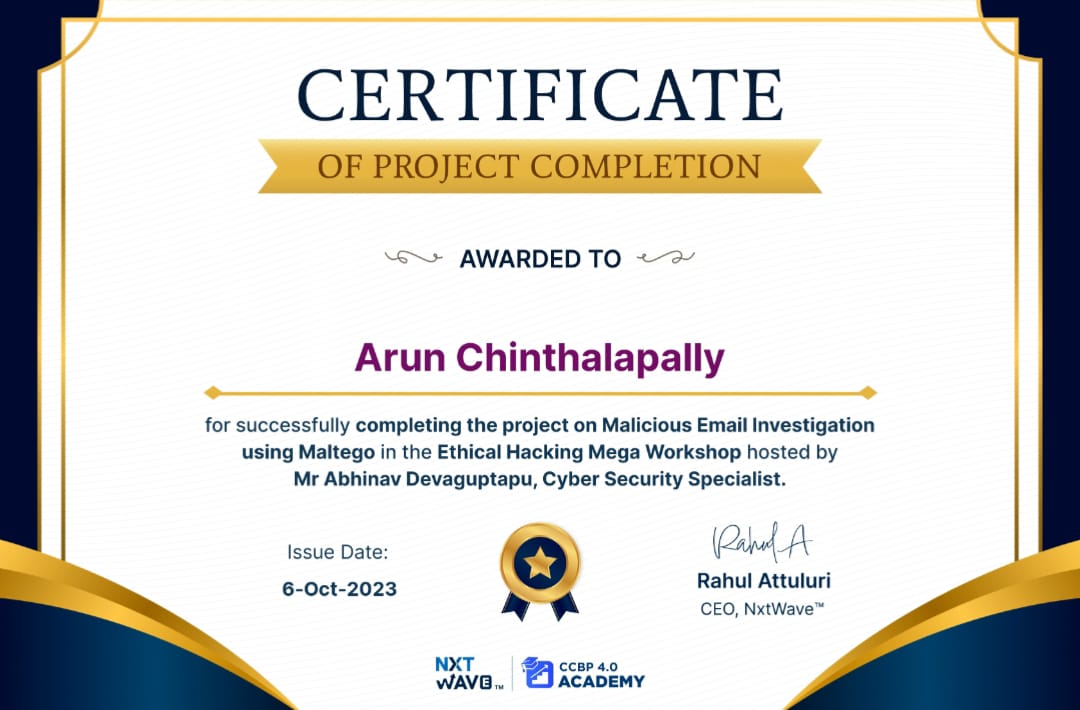 CERTIFICATE
OF PROJECT COMPLETION
AWARDED TO
Arun Chinthalapally
for successfully completing the project on Malicious Email Investigation
using Maltego in the Ethical Hacking Mega Workshop hosted by
Mr Abhinav Devaguptapu, Cyber Security Specialist.
Issue Date:
6-Oct-2023
Rahul A
Rahul Attuluri
CEO, NxtWave™
NXT
WAVE™
CCBP 4.0
ACADEMY